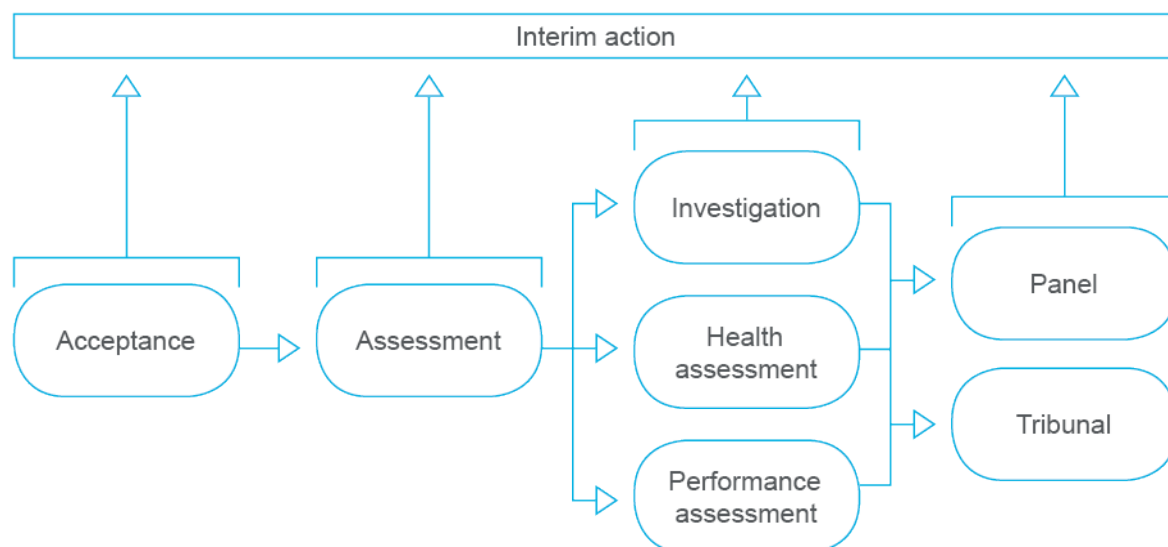 Interim action
Acceptance
Assessment
Investigation
Health
assessment
Performance
assessment
Panel
Tribunal